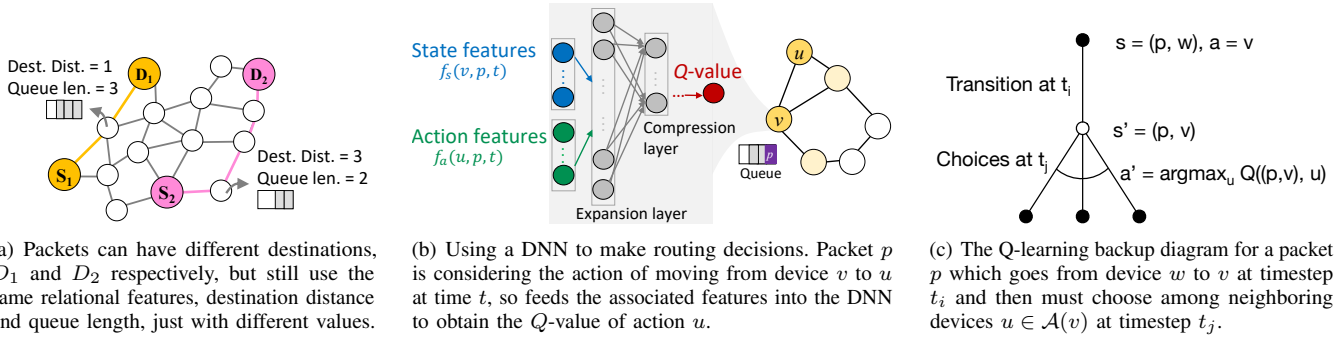 Dest. Dist. = 1
Queue len. = 3
D1
D2
S1
S2
Dest. Dist. = 3
Queue len. = 2
State features
fs(v, p, t)
Action features
fa(u, p, t)
Q-value
Compression
layer
Expansion layer
u
v
p
Queue
s = (p, w), a = v
Transition at ti
s' = (p, v)
Choices at tj
a' = argmaxu Q((p,v), u)
a) Packets can have different destinations,
D1 and D2 respectively, but still use the
ame relational features, destination distance
nd queue length, just with different values.
(b) Using a DNN to make routing decisions. Packet p
is considering the action of moving from device v to u
at time t, so feeds the associated features into the DNN
to obtain the Q-value of action u.
(c) The Q-learning backup diagram for a packet
p which goes from device w to v at timestep
ti and then must choose among neighboring
devices u ∈ A(v) at timestep tj.